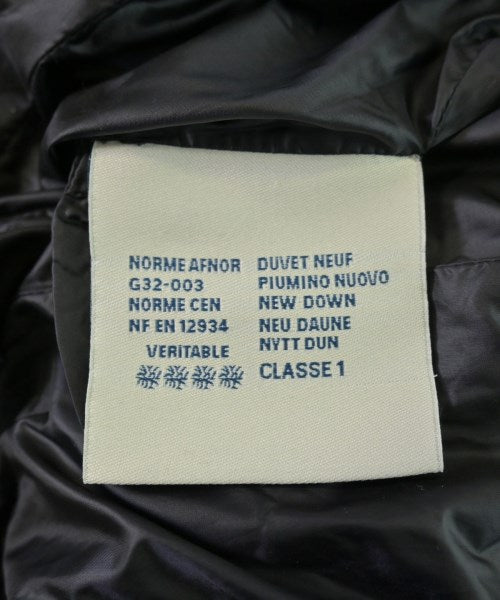 NORME AFNOR
G32-003
NORME CEN
NF EN 12934
VERITABLE
DUVET NEUF
PIUMINO NUOVO
NEW DOWN
NEU DAUNE
NYTT DUN
CLASSE 1